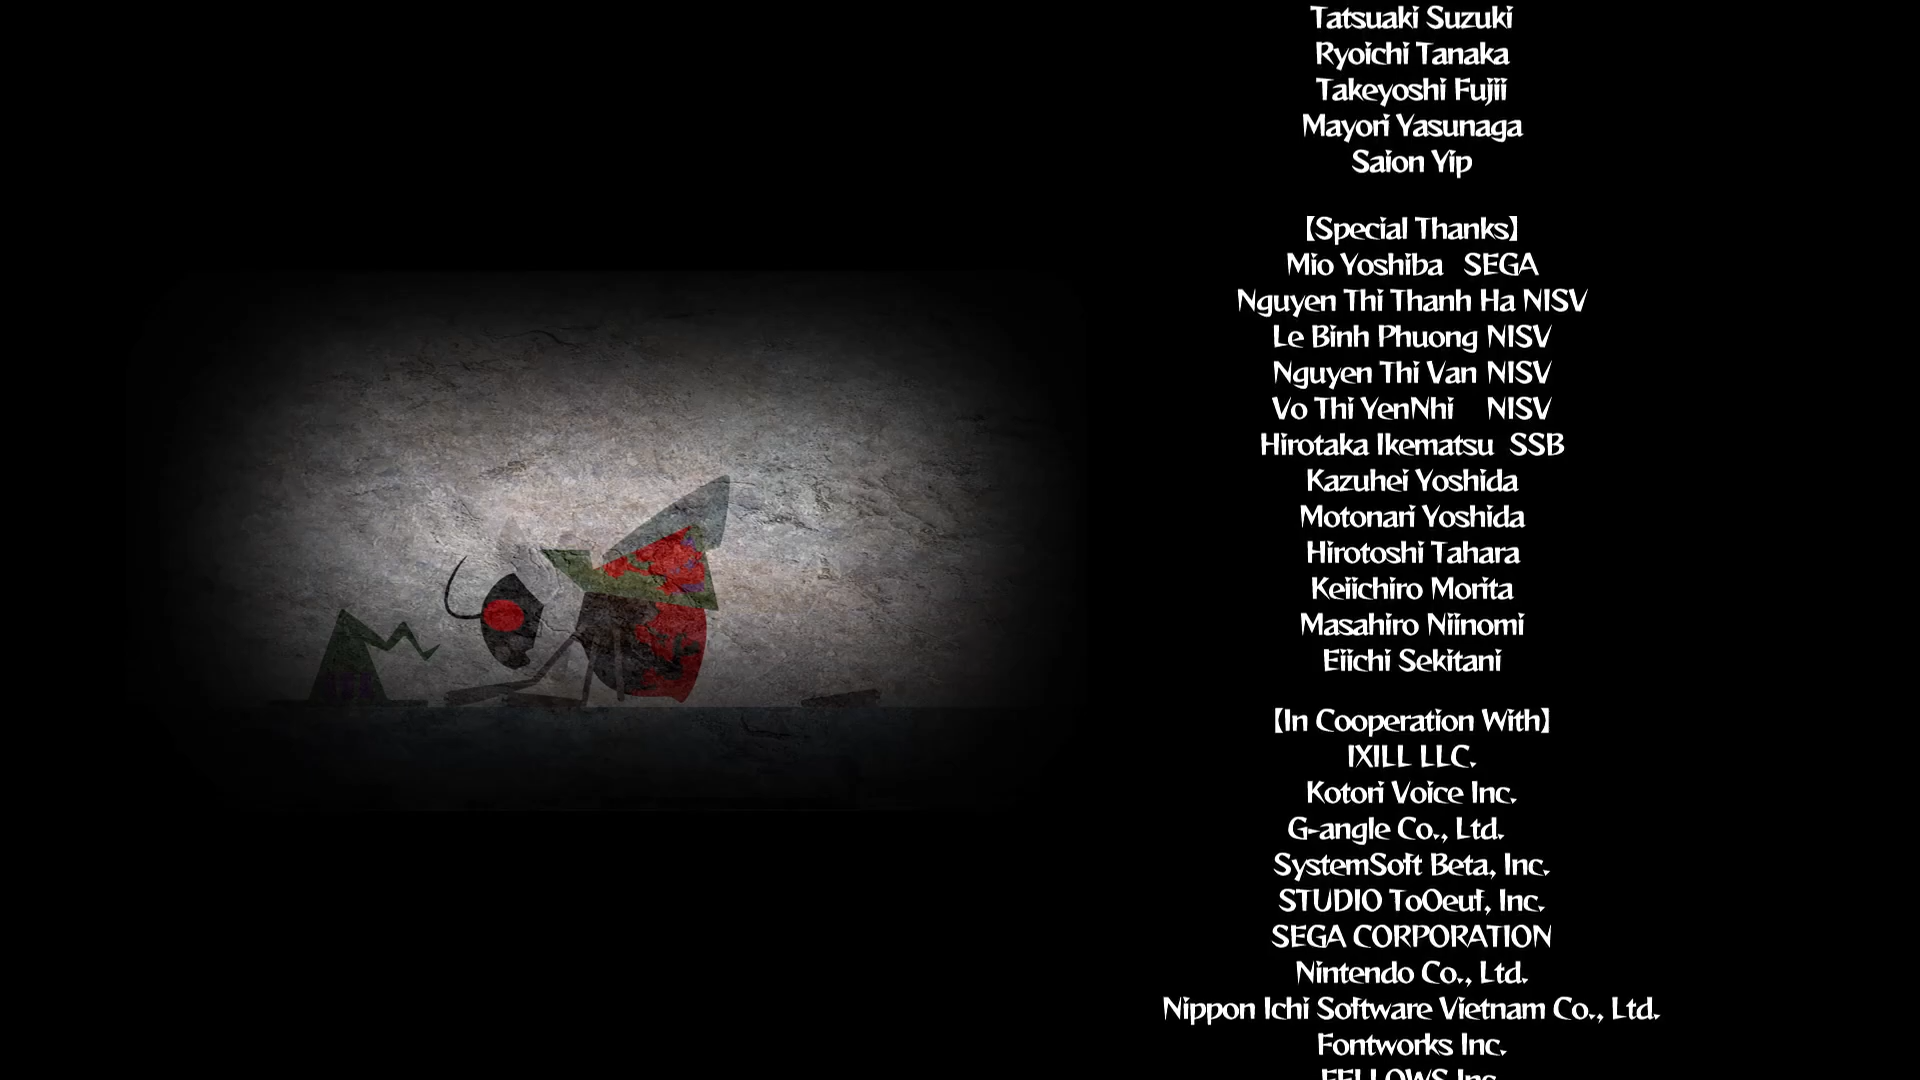 Tatsuaki Suzuki
Ryoichi Tanaka
Takeyoshi Fujii
Mayori Yasunaga
Saion Yip
【Special Thanks】
Mio Yoshiba SEGA
Nguyen Thi Thanh Ha NISV
Le Binh Phuong NISV
Nguyen Thi Van NISV
Vo Thi YenNhi NISV
Hirotaka Ikematsu SSB
Kazuhei Yoshida
Motonari Yoshida
Hirotoshi Tahara
Keiichiro Morita
Masahiro Niinomi
Eiichi Sekitani
【In Cooperation With】
IXILL LLC.
Kotori Voice Inc.
G-angle Co., Ltd.
SystemSoft Beta, Inc.
STUDIO ToOeuf, Inc.
SEGA CORPORATION
Nintendo Co., Ltd.
Nippon Ichi Software Vietnam Co., Ltd.
Fontworks Inc.
FELLOWS Inc.